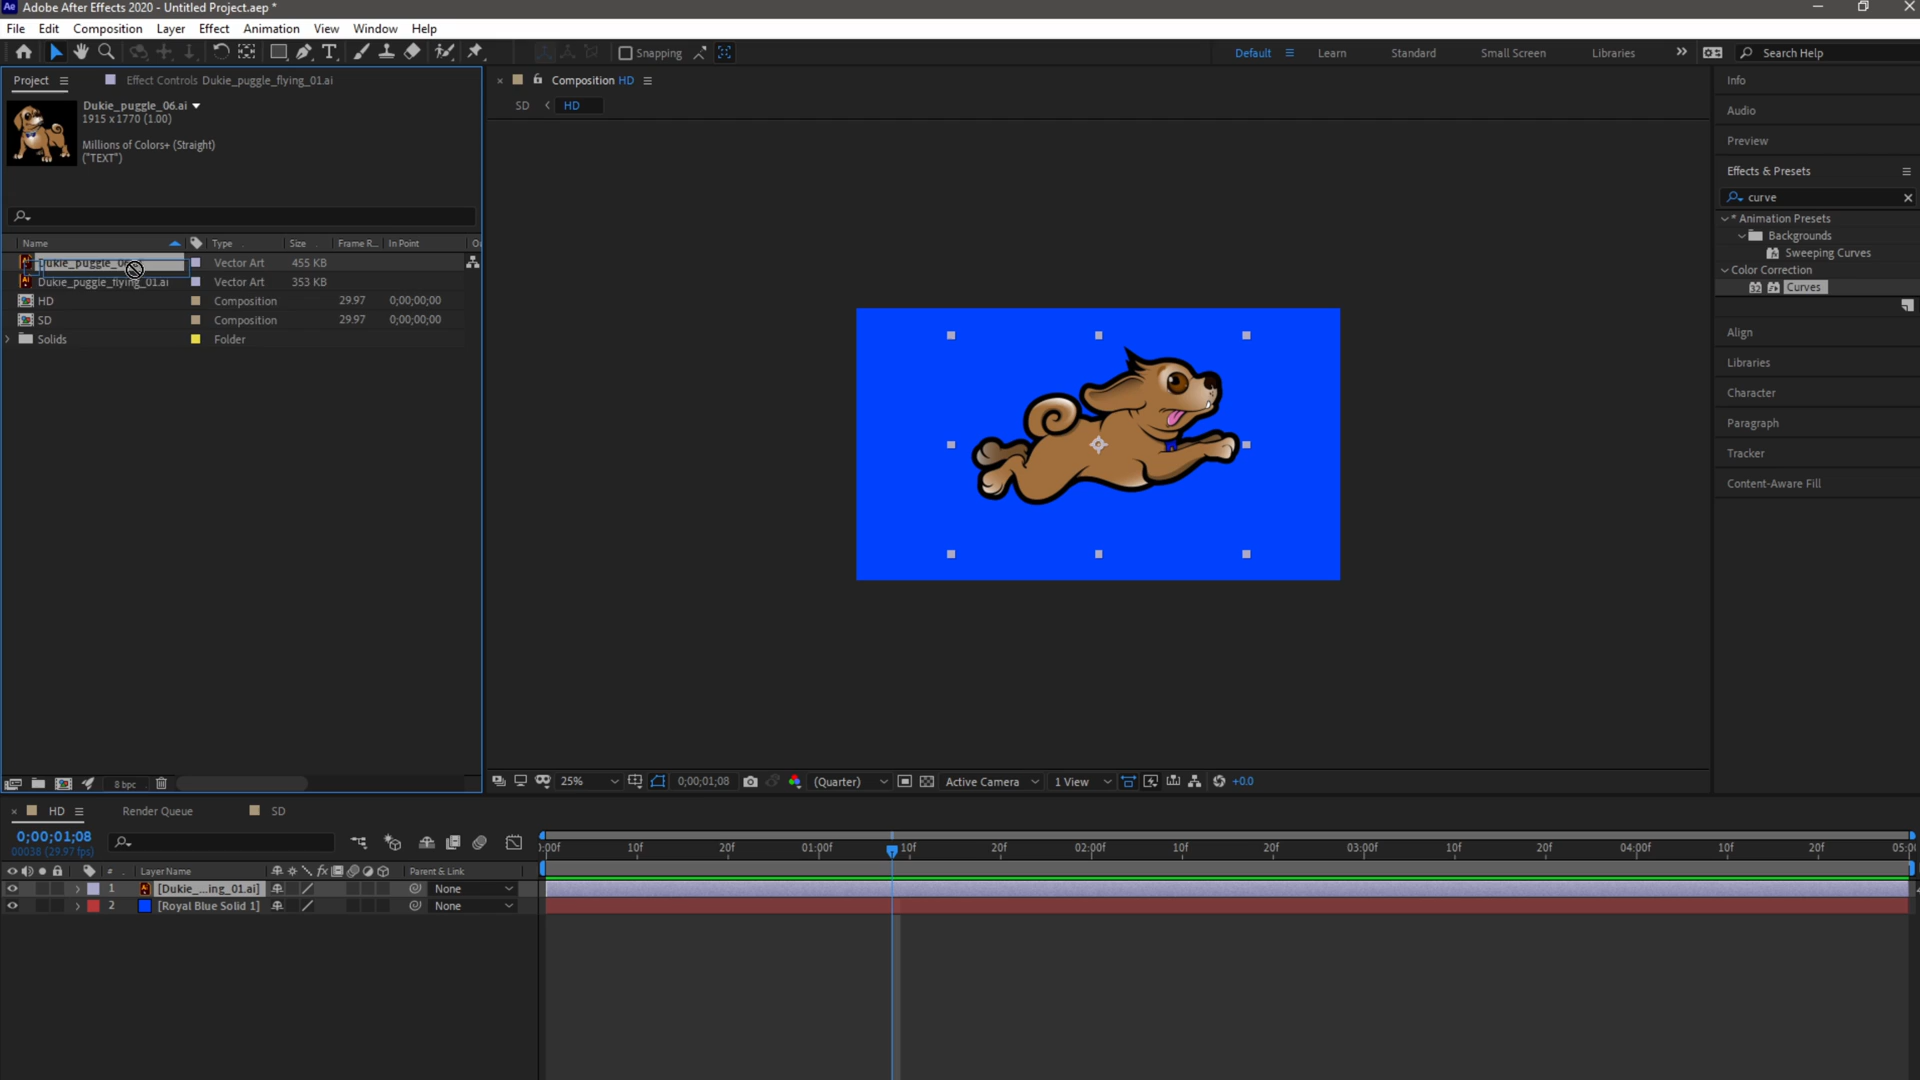 Ae Adobe After Effects 2020 - Untitled Project.aep *
File Edit Composition Layer Effect Animation View Window Help
Snapping Default Learn Standard Small Screen Libraries Search Help
Project Effect Controls Dukie_puggle_flying_01.ai
Composition HD
SD HD
Dukie_puggle_06.ai
1915 x 1770 (1.00)
Millions of Colors+ (Straight)
("TEXT")
Name Type Size Frame R... In Point
Vector Art 455 KB
Dukie_puggle_flying_01.ai Vector Art 353 KB
HD Composition 29.97 0;00;00;00
SD Composition 29.97 0;00;00;00
Solids Folder
8 bpc
25% 0;00;01;08 (Quarter) Active Camera 1 View +0.0
Info
Audio
Preview
Effects & Presets
curve
* Animation Presets
Backgrounds
Sweeping Curves
Color Correction
32 Curves
Align
Libraries
Character
Paragraph
Tracker
Content-Aware Fill
HD Render Queue SD
0;00;01;08
00038 (29.97 fps)
:00f 10f 20f 01:00f 10f 20f 02:00f 10f 20f 03:00f 10f 20f 04:00f 10f 20f 05:0
# Layer Name fx Parent & Link
1 [Dukie_...ing_01.ai] None
2 [Royal Blue Solid 1] None